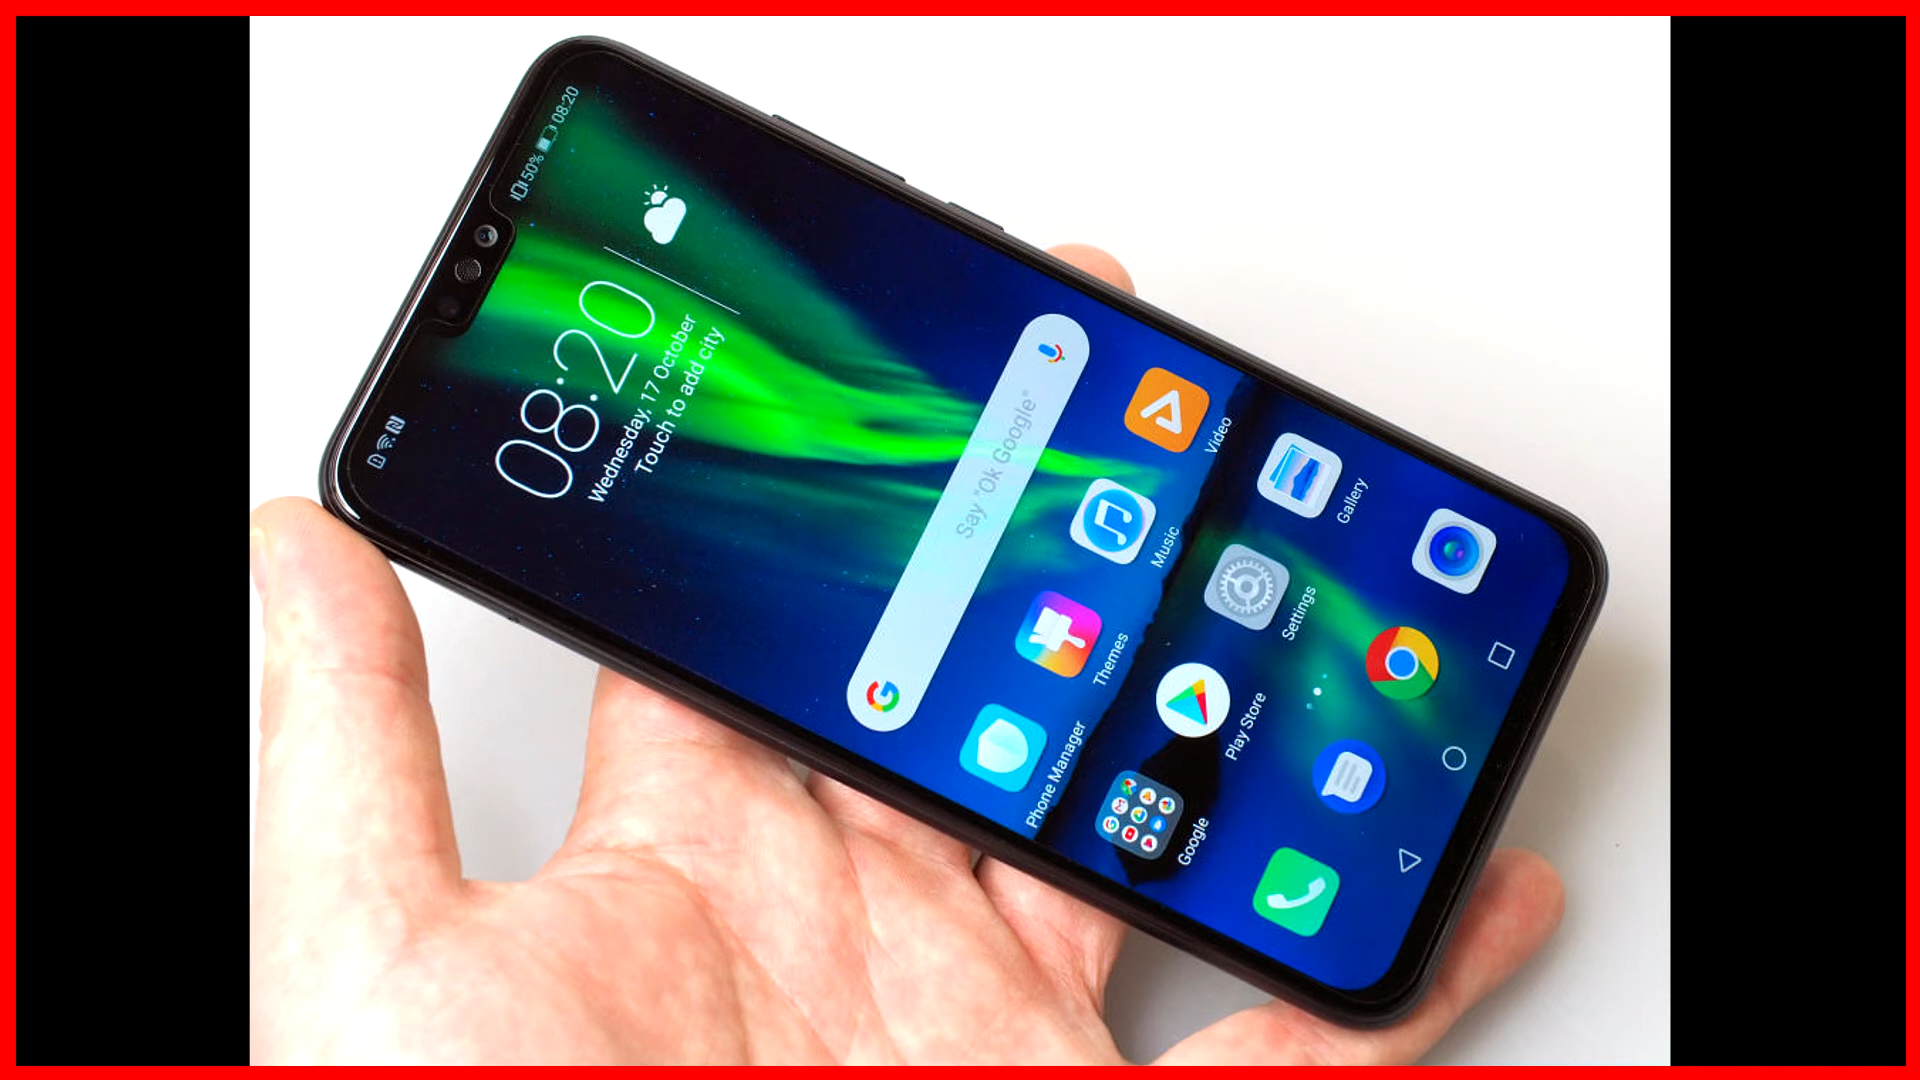 50% 08:20
08:20
Wednesday, 17 October
Touch to add city
Say "Ok Google"
Video
Music
Themes
Phone Manager
Gallery
Settings
Play Store
Google